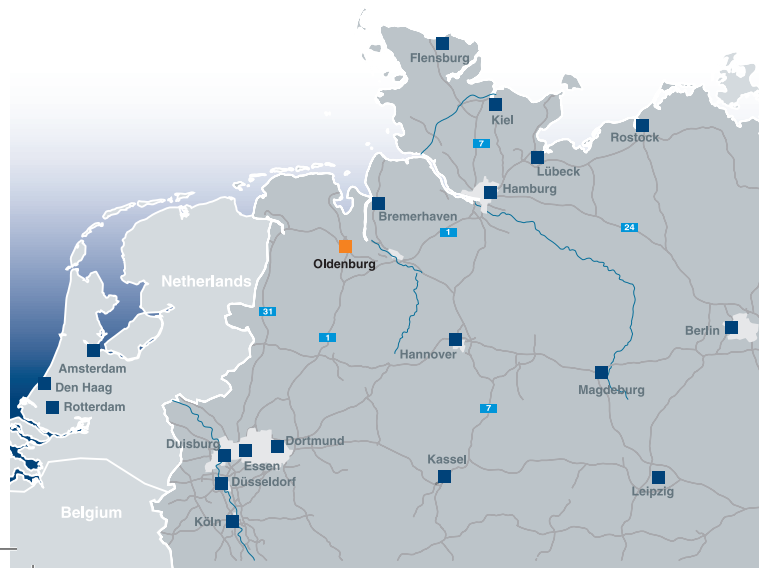 Flensburg
Kiel
Rostock
7
Lübeck
Hamburg
Bremerhaven
24
1
Oldenburg
Netherlands
31
1
Berlin
Hannover
Amsterdam
Den Haag
Magdeburg
Rotterdam
7
Duisburg
Dortmund
Essen
Kassel
Düsseldorf
Leipzig
Belgium
Köln